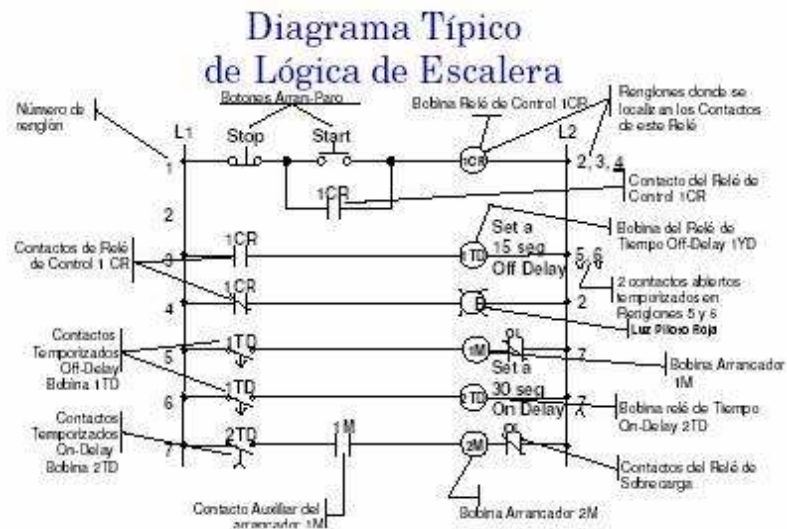 Diagrama Típico
de Lógica de Escalera
Número de
renglón
Botones Arran-Paro
Bobina Relé de Control 1CR
Renglones donde se
localizan los Contactos
de este Relé
L1
Stop
Start
L2
1
1CR
2, 3, 4
2
1CR
Contacto del Relé de
Control 1CR
Contactos de Relé
de Control 1 CR
3
1CR
1TD
Set a
15 seg
Off Delay
5, 6
Bobina del Relé de
Tiempo Off-Delay 1YD
4
1CR
2
2 contactos abiertos
temporizados en
Renglones 5 y 6
Luz Piloso Roja
Contactos
Temporizados
Off-Delay
Bobina 1TD
5
1TD
1M
OL
7
Bobina Arrancador
1M
6
1TD
2TD
Set a
30 seg
On Delay
7
Bobina relé de Tiempo
On-Delay 2TD
Contactos
Temporizados
On-Delay
Bobina 2TD
7
2TD
1M
2M
OL
Contactos del Relé de
Sobrecarga
Contacto Auxiliar del
arrancador 1M
Bobina Arrancador 2M